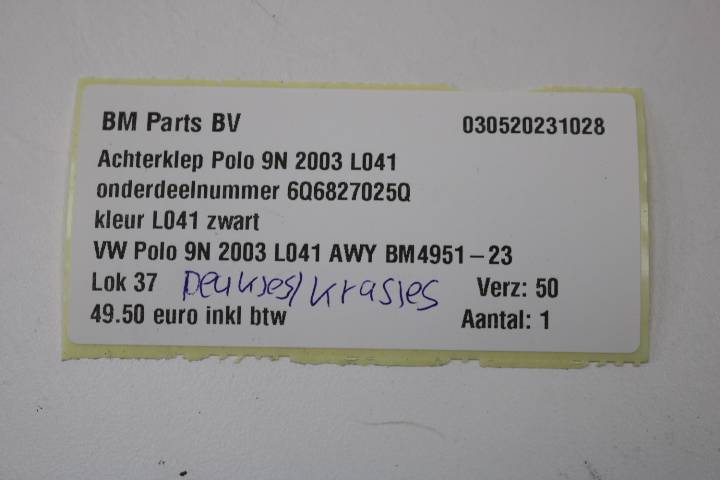 BM Parts BV 030520231028
Achterklep Polo 9N 2003 L041
onderdeelnummer 6Q6827025Q
kleur L041 zwart
VW Polo 9N 2003 L041 AWY BM4951-23
Lok 37 Deukjes/krasjes Verz: 50
49.50 euro inkl btw Aantal: 1